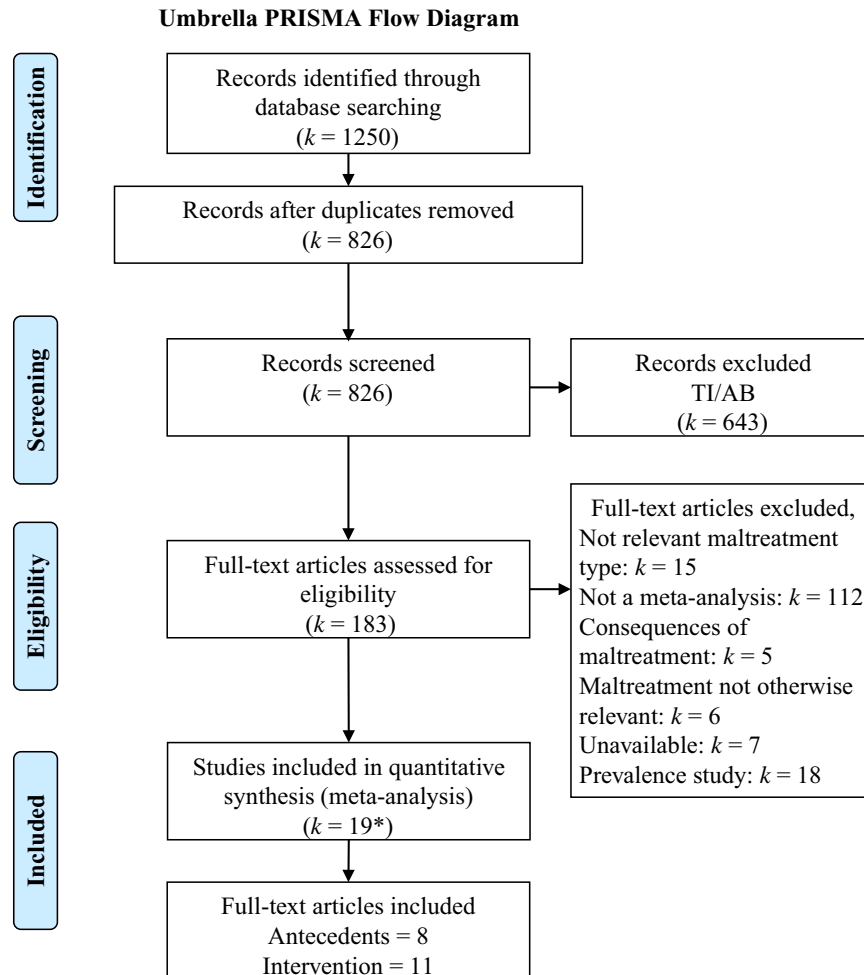 Umbrella PRISMA Flow Diagram
Identification
Records identified through
database searching
(k = 1250)
Records after duplicates removed
(k = 826)
Screening
Records screened
(k = 826)
Records excluded
TI/AB
(k = 643)
Eligibility
Full-text articles assessed for
eligibility
(k = 183)
Full-text articles excluded,
Not relevant maltreatment
type: k = 15
Not a meta-analysis: k = 112
Consequences of
maltreatment: k = 5
Maltreatment not otherwise
relevant: k = 6
Unavailable: k = 7
Prevalence study: k = 18
Included
Studies included in quantitative
synthesis (meta-analysis)
(k = 19*)
Full-text articles included
Antecedents = 8
Intervention = 11